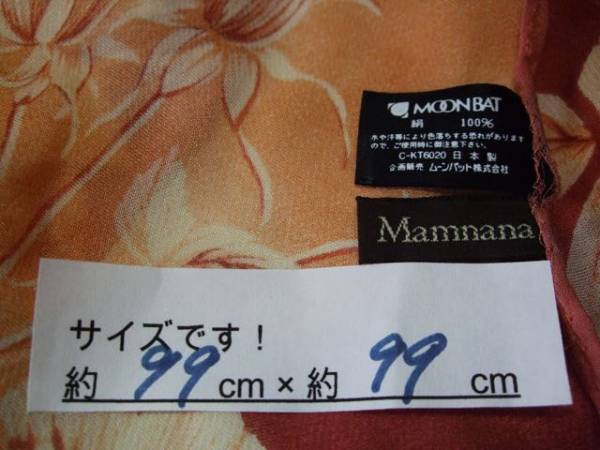 MOONBAT
絹 100%
水や汗等により色落ちする恐れがあります
ので、ご使用時に御注意下さい。
C-KT6020 日本製
企画販売 ムーンバット株式会社
Mamnana
サイズです!
約 99 cm × 約 99 cm